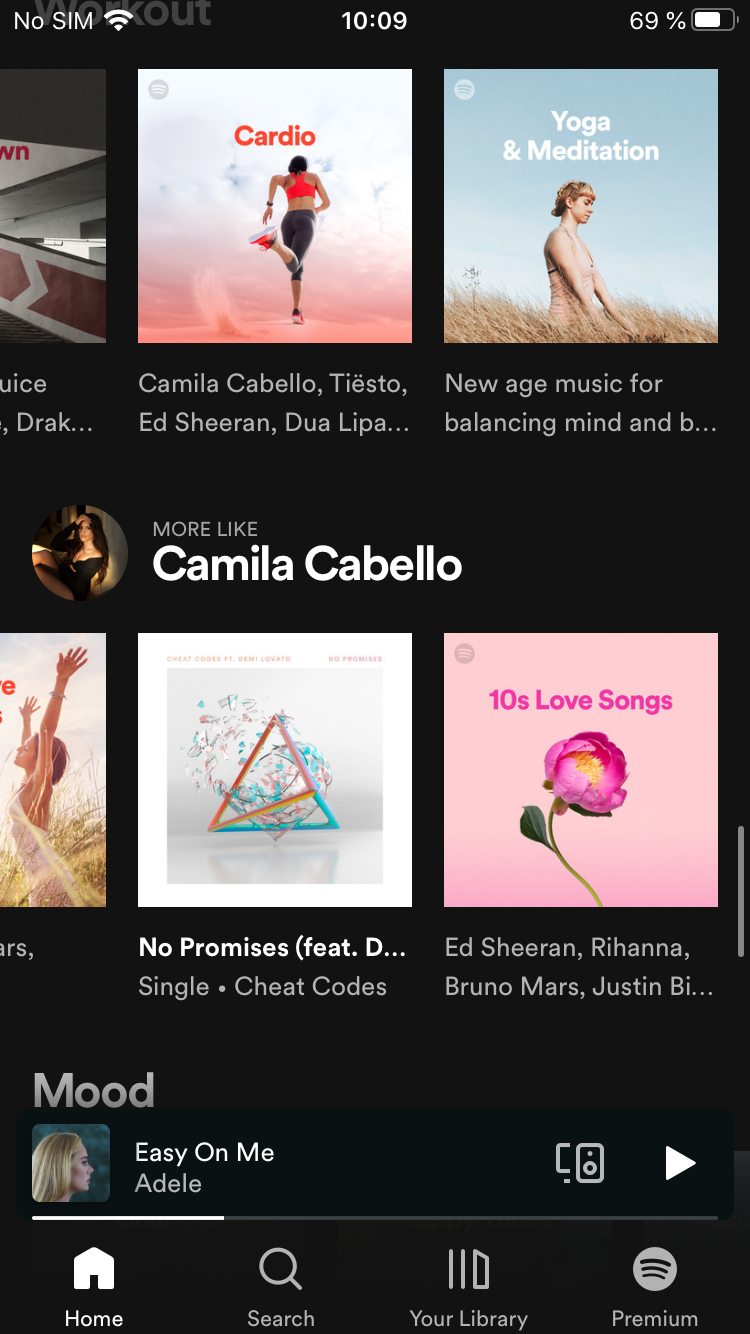 Workout
No SIM 10:09 69 %
wn
Cardio
Yoga
& Meditation
uice
Camila Cabello, Tiësto,
New age music for
, Drak...
Ed Sheeran, Dua Lipa...
balancing mind and b...
MORE LIKE
Camila Cabello
CHEAT CODES FT. DEMI LOVATO NO PROMISES
10s Love Songs
ars,
No Promises (feat. D...
Ed Sheeran, Rihanna,
Single • Cheat Codes
Bruno Mars, Justin Bi...
Mood
Easy On Me
Adele
Home Search Your Library Premium